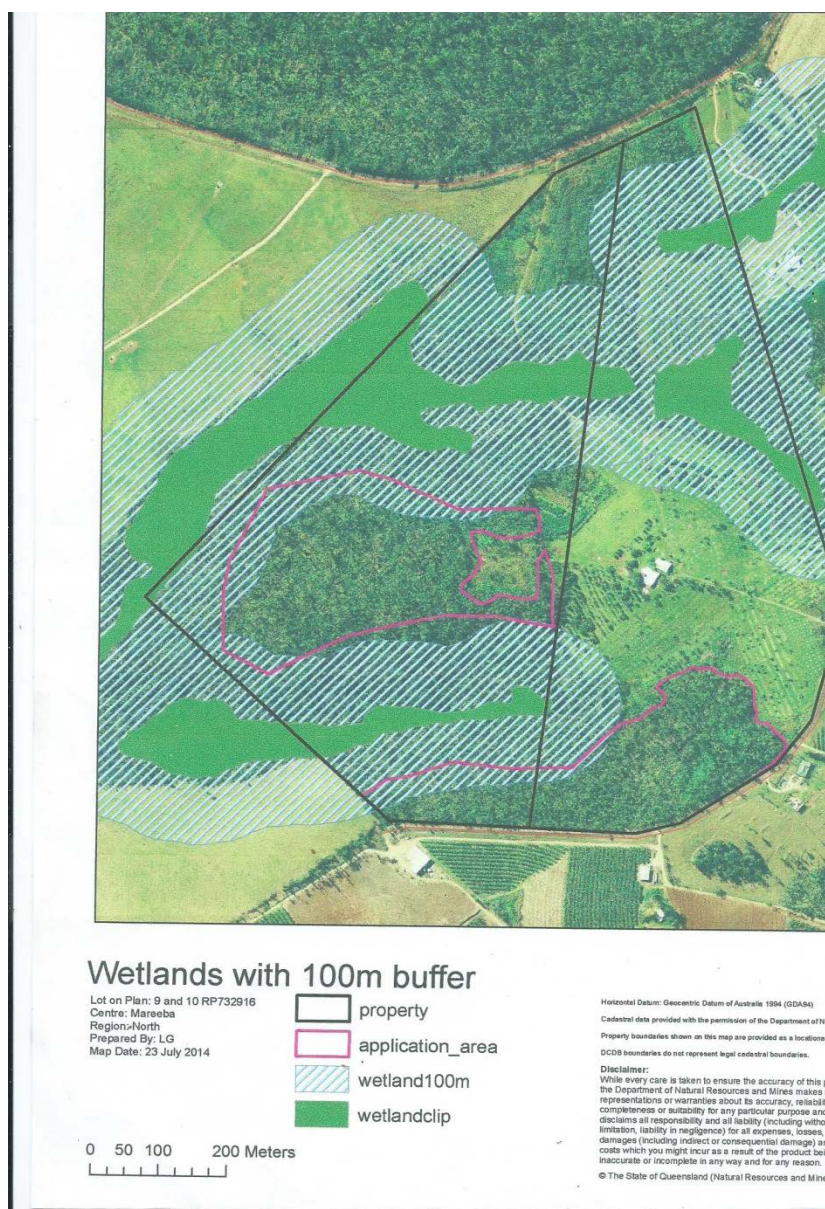 Wetlands with 100m buffer
Lot on Plan: 9 and 10 RP732916
Centre: Mareeba
Region:North
Prepared By: LG
Map Date: 23 July 2014
property
application_area
wetland100m
wetlandclip
0 50 100 200 Meters
Horizontal Datum: Geocentric Datum of Australia 1994 (GDA94)
Cadastral data provided with the permission of the Department of N
Property boundaries shown on this map are provided as a locationa
DCDB boundaries do not represent legal cadastral boundaries.
Disclaimer:
While every care is taken to ensure the accuracy of this p
the Department of Natural Resources and Mines makes
representations or warranties about its accuracy, reliabili
completeness or suitability for any particular purpose and
disclaims all responsibility and all liability (including witho
limitation, liability in negligence) for all expenses, losses,
damages (including indirect or consequential damage) a
costs which you might incur as a result of the product bei
inaccurate or incomplete in any way and for any reason.
© The State of Queensland (Natural Resources and Mine